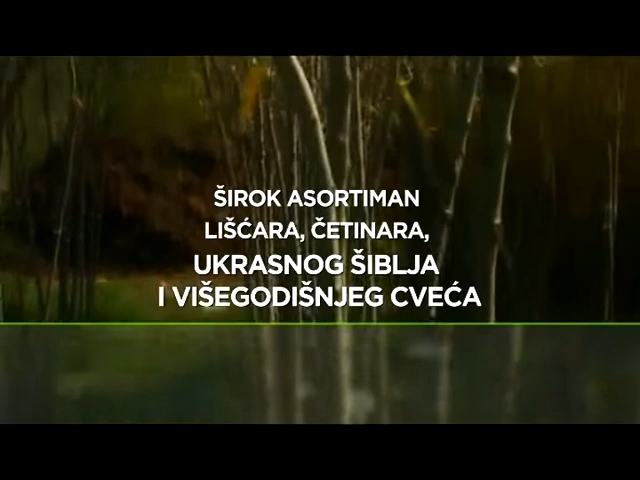 ŠIROK ASORTIMAN
LIŠĆARA, ČETINARA,
UKRASNOG ŠIBLJA
I VIŠEGODIŠNJEG CVEĆA